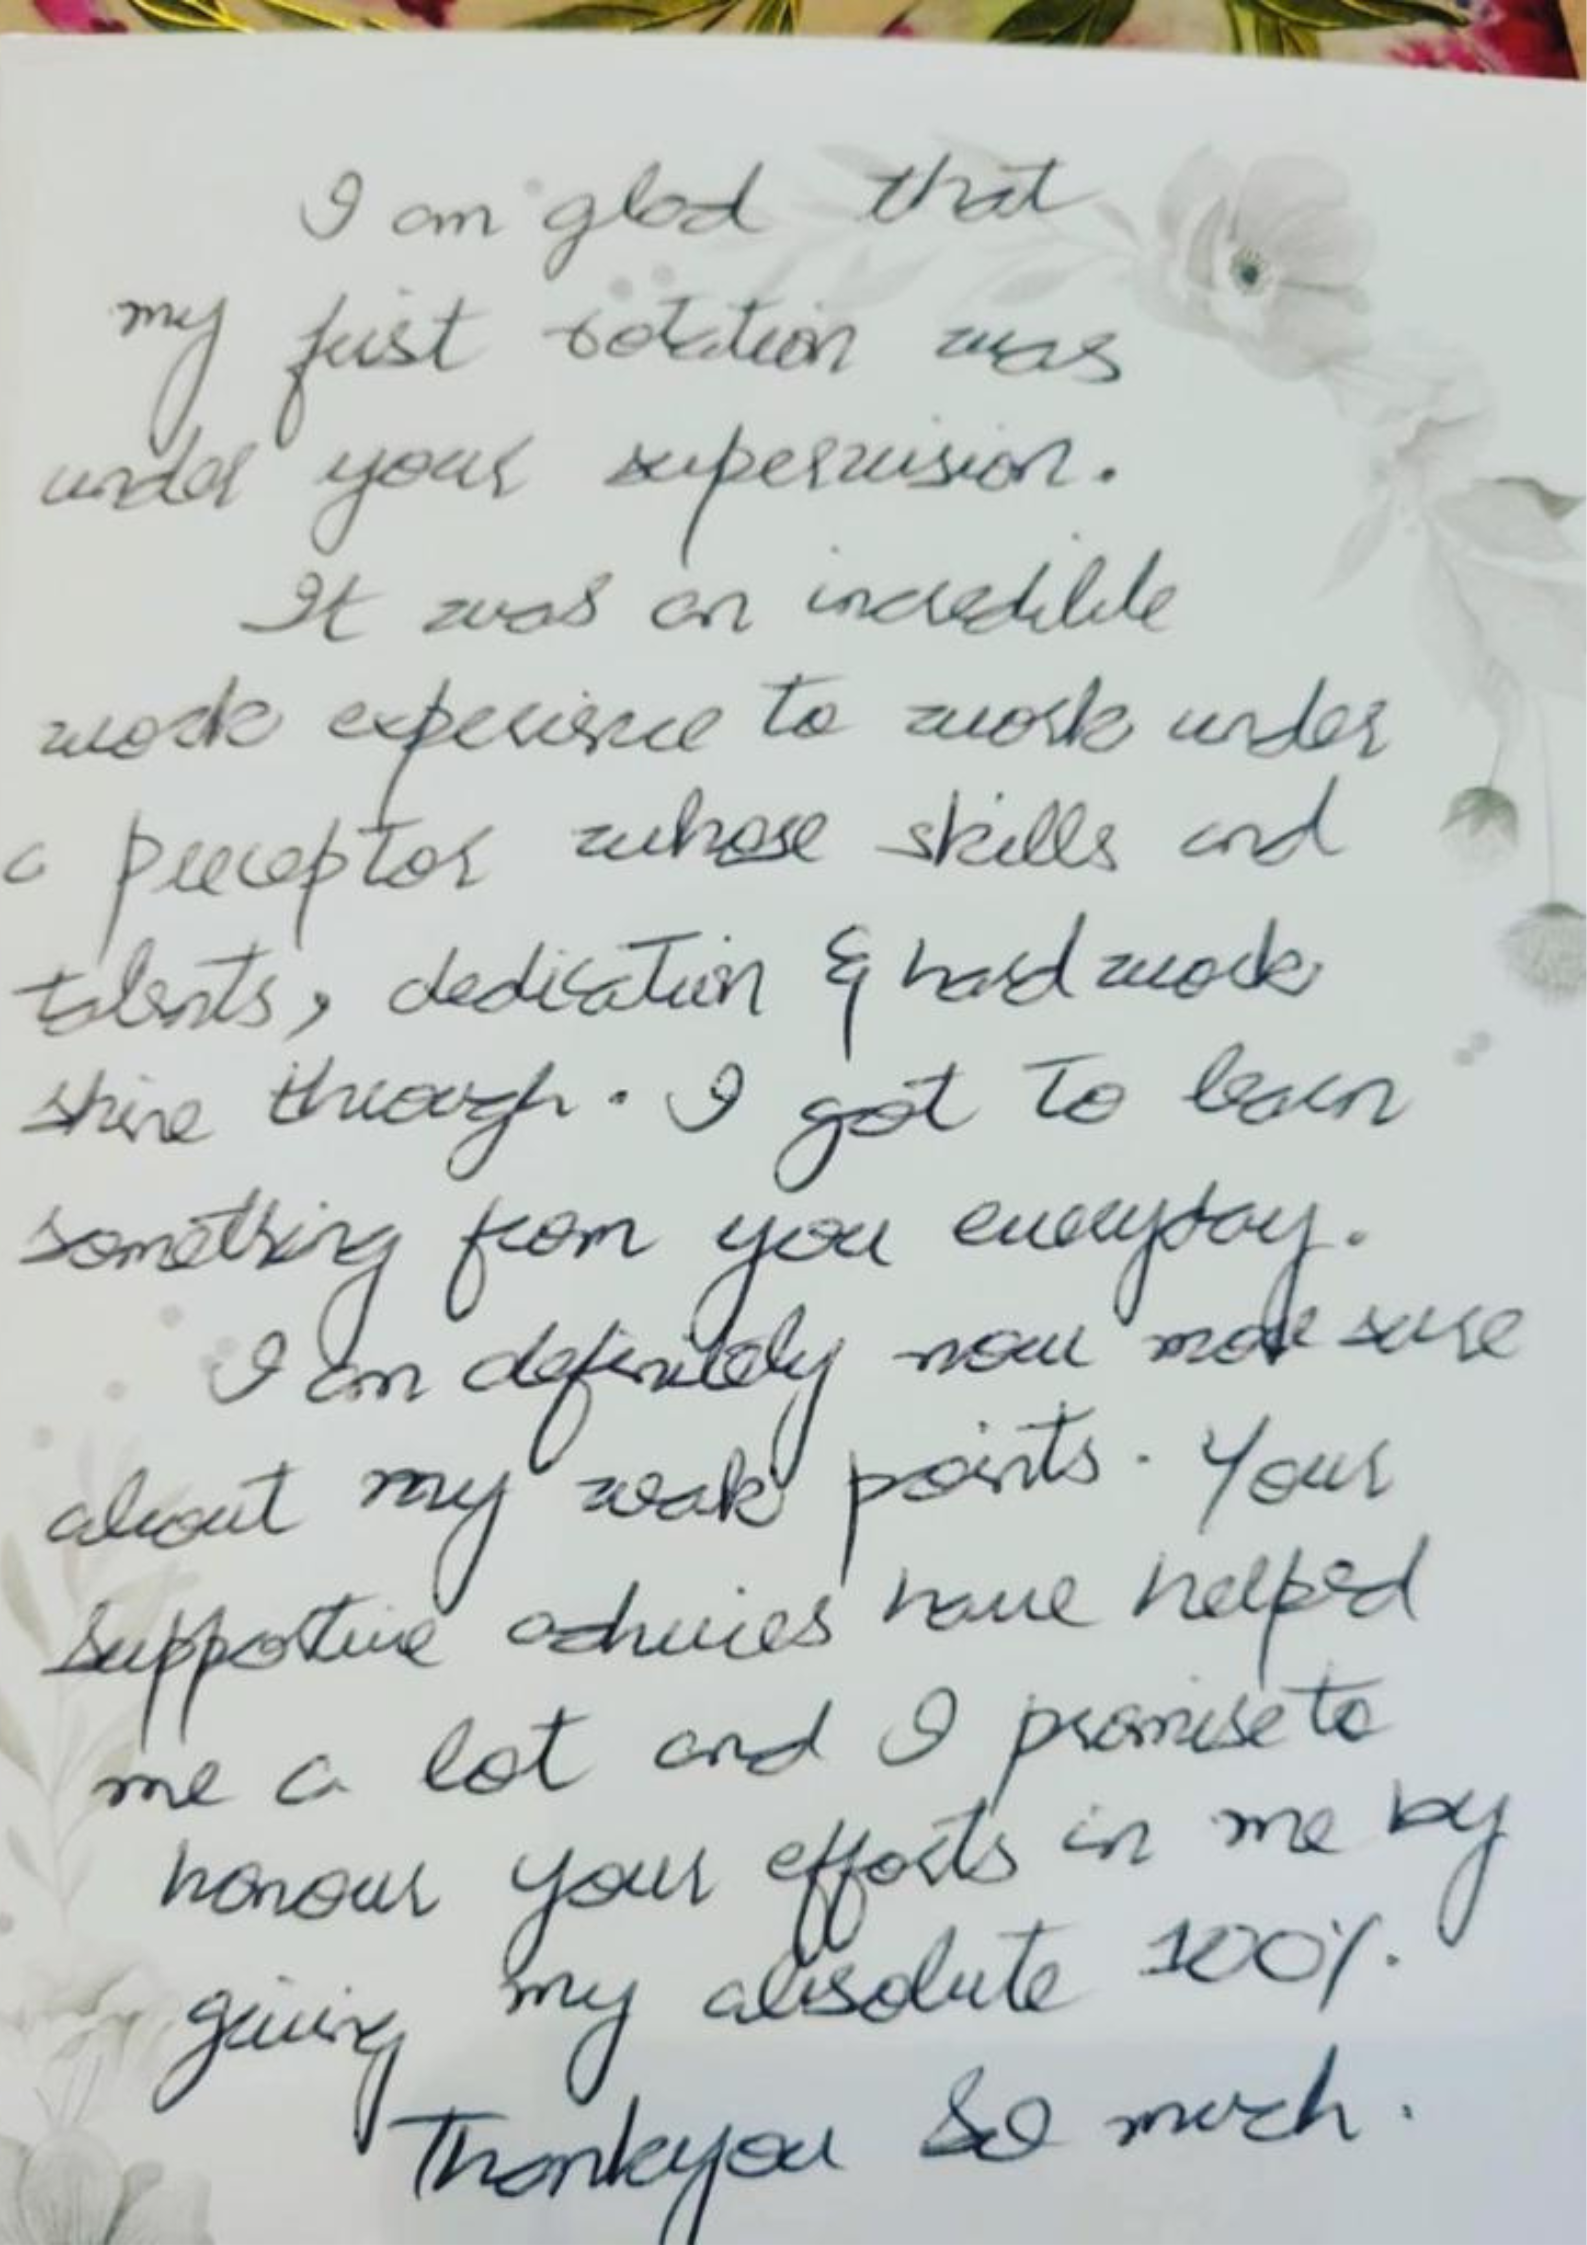 I am glad that
my first rotation was
under your supervision.
It was an incredible
work experience to work under
a preceptor whose skills and
talents, dedication & hardwork
shine through. I got to learn
something from you everyday.
I am definitely now more sure
about my weak points. Your
supportive advices have helped
me a lot and I promise to
honour your efforts in me by
giving my absolute 100%.
Thankyou so much.